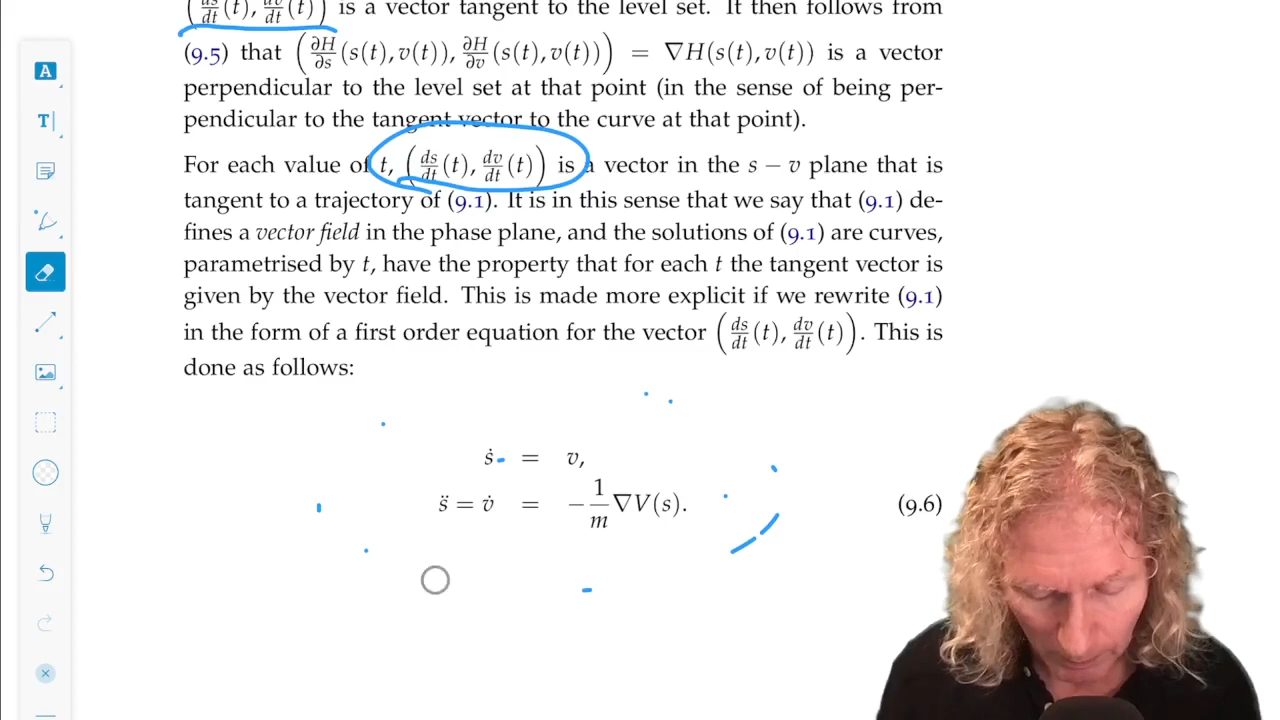 (ds/dt(t), dv/dt(t)) is a vector tangent to the level set. It then follows from
(9.5) that (∂H/∂s(s(t), v(t)), ∂H/∂v(s(t), v(t))) = ∇H(s(t), v(t)) is a vector
perpendicular to the level set at that point (in the sense of being per-
pendicular to the tangent vector to the curve at that point).
For each value of t, (ds/dt(t), dv/dt(t)) is a vector in the s − v plane that is
tangent to a trajectory of (9.1). It is in this sense that we say that (9.1) de-
fines a vector field in the phase plane, and the solutions of (9.1) are curves,
parametrised by t, have the property that for each t the tangent vector is
given by the vector field. This is made more explicit if we rewrite (9.1)
in the form of a first order equation for the vector (ds/dt(t), dv/dt(t)). This is
done as follows:
ṡ = v,
s̈ = v̇ = −1/m ∇V(s). (9.6)
A
T